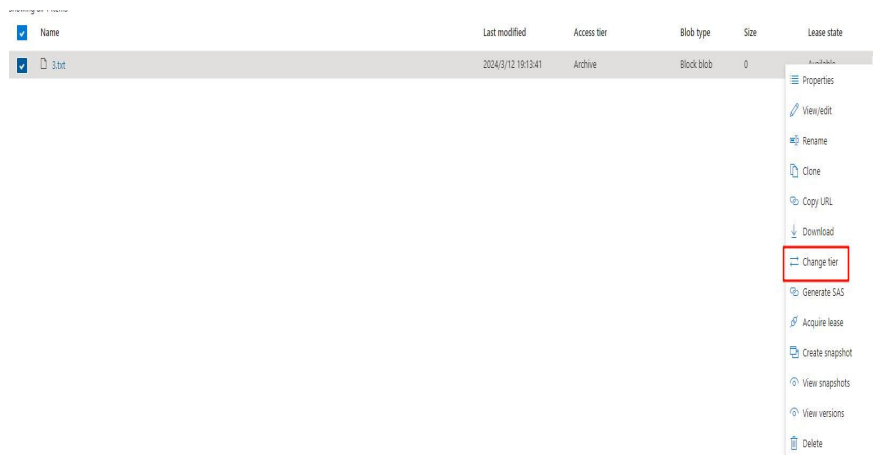 Name Last modified Access tier Blob type Size Lease state
3.txt 2024/3/12 19:13:41 Archive Block blob 0 Available
Properties
View/edit
Rename
Clone
Copy URL
Download
Change tier
Generate SAS
Acquire lease
Create snapshot
View snapshots
View versions
Delete